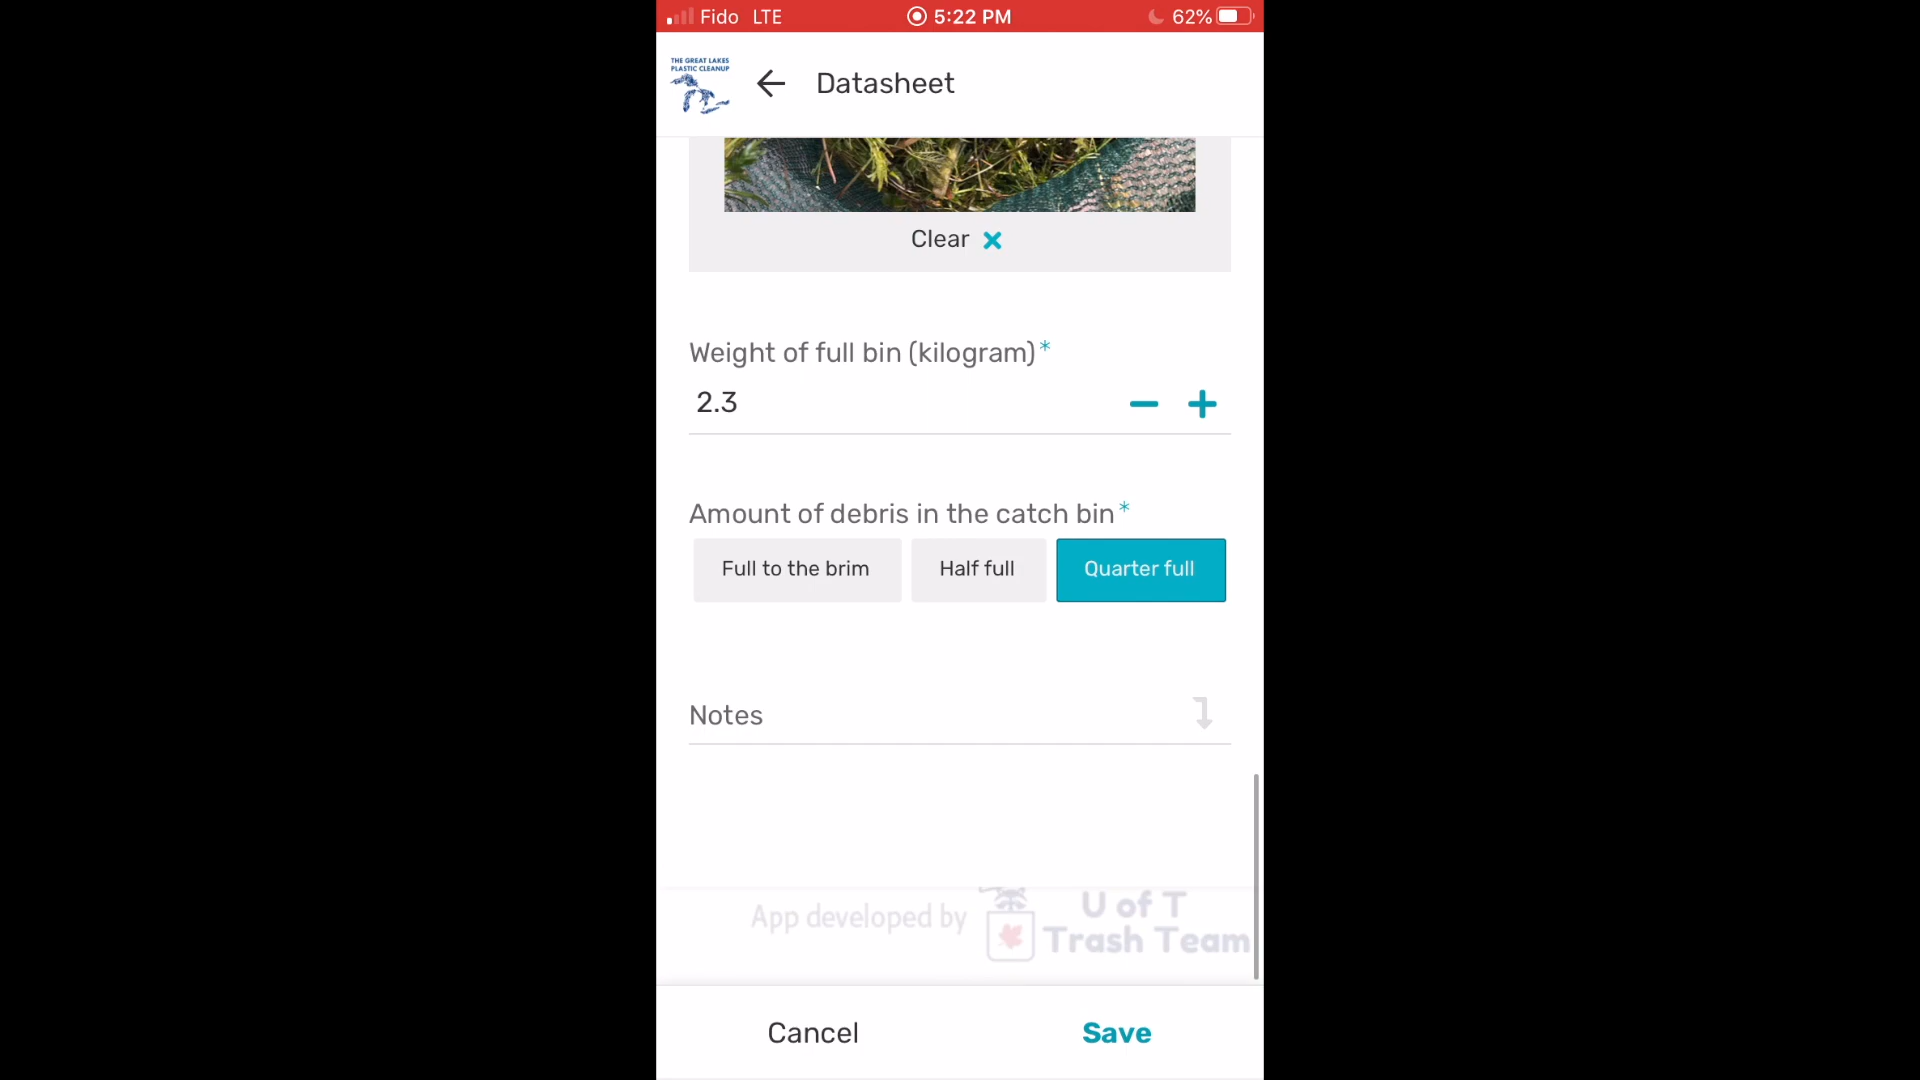 Fido LTE 5:22 PM 62%
THE GREAT LAKES
PLASTIC CLEANUP
Datasheet
Clear
Weight of full bin (kilogram)*
2.3
Amount of debris in the catch bin*
Full to the brim Half full Quarter full
Notes
App developed by U of T
Trash Team
Cancel Save